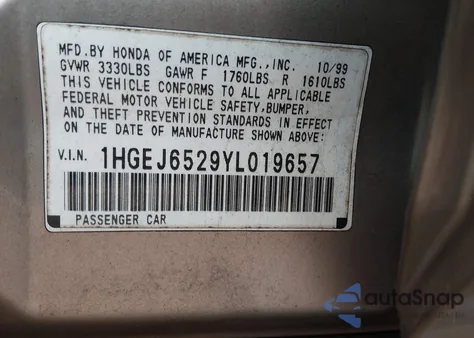 MFD.BY HONDA OF AMERICA MFG.,INC. 10/99
GVWR 3330LBS GAWR F 1760LBS R 1610LBS
THIS VEHICLE CONFORMS TO ALL APPLICABLE
FEDERAL MOTOR VEHICLE SAFETY,BUMPER,
AND THEFT PREVENTION STANDARDS IN EFFECT
ON THE DATE OF MANUFACTURE SHOWN ABOVE.
V.I.N. 1HGEJ6529YL019657
PASSENGER CAR
autoSnap